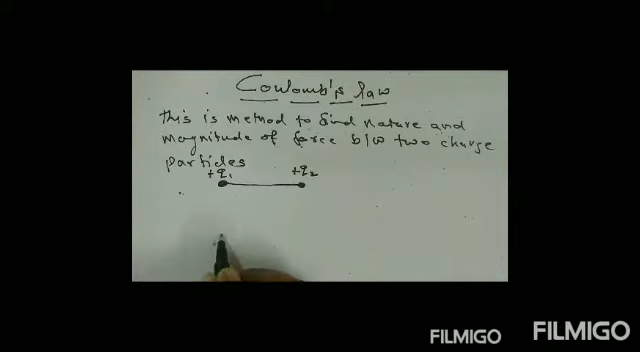 Coulomb's law
this is method to find nature and
magnitude of force b/w two charge
particles
+q₁ +q₂
FILMIGO FILMIGO